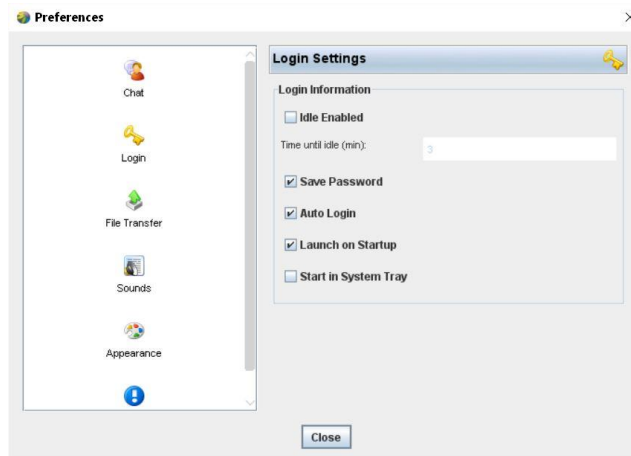 Preferences
Chat
Login
File Transfer
Sounds
Appearance
Login Settings
Login Information
Idle Enabled
Time until idle (min): 3
Save Password
Auto Login
Launch on Startup
Start in System Tray
Close